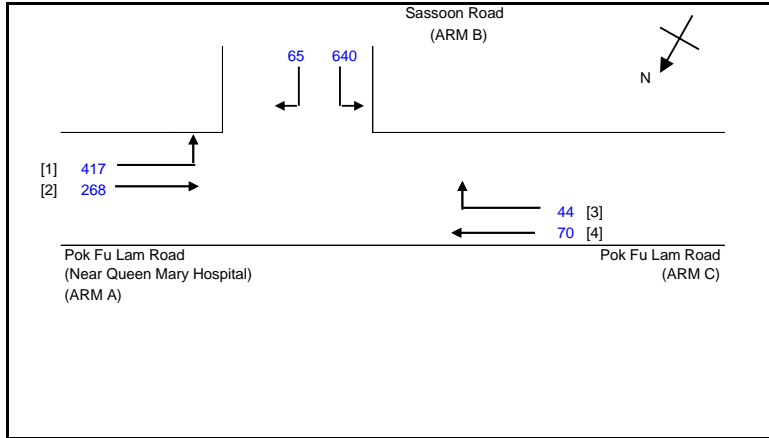 Sassoon Road
(ARM B)
65 640
N
[1] 417
[2] 268
44 [3]
70 [4]
Pok Fu Lam Road
(Near Queen Mary Hospital)
(ARM A)
Pok Fu Lam Road
(ARM C)